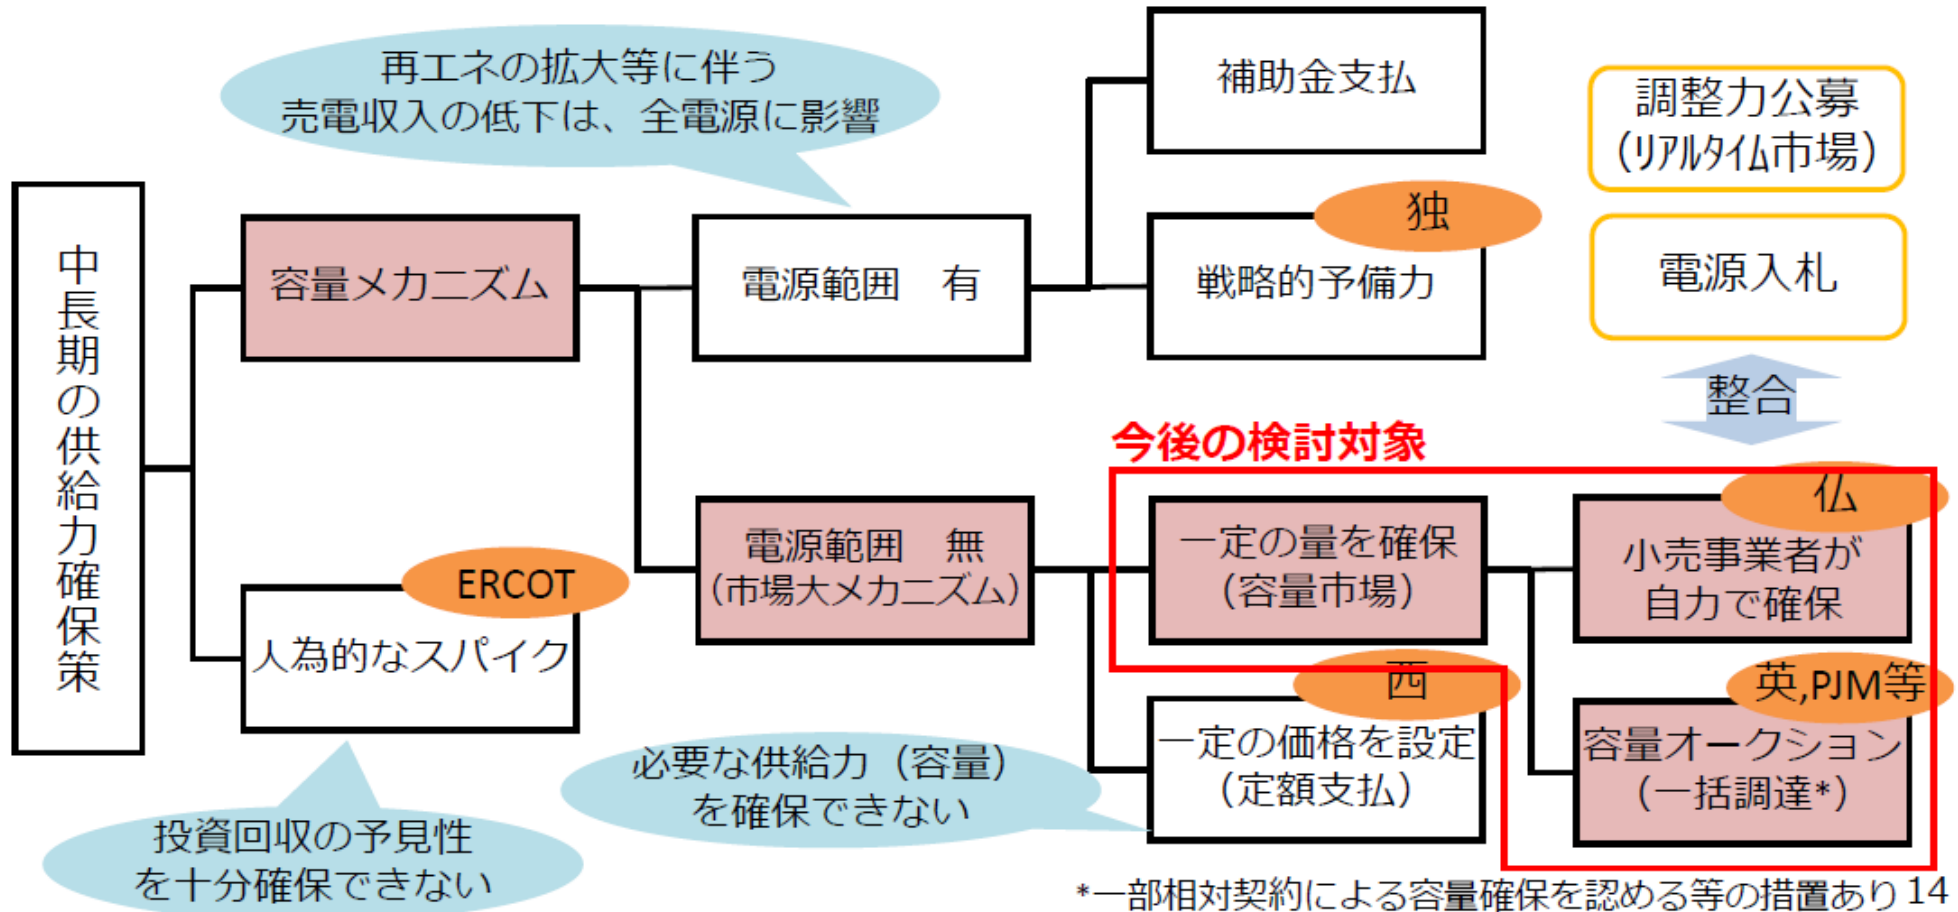 再エネの拡大等に伴う
売電収入の低下は、全電源に影響
中長期の供給力確保策
容量メカニズム
ERCOT
人為的なスパイク
投資回収の予見性
を十分確保できない
電源範囲　有
電源範囲　無
(市場大メカニズム)
補助金支払
独
戦略的予備力
調整力公募
(リアルタイム市場)
電源入札
整合
今後の検討対象
一定の量を確保
(容量市場)
仏
小売事業者が
自力で確保
西
一定の価格を設定
(定額支払)
必要な供給力（容量）
を確保できない
英,PJM等
容量オークション
(一括調達*)
*一部相対契約による容量確保を認める等の措置あり
14